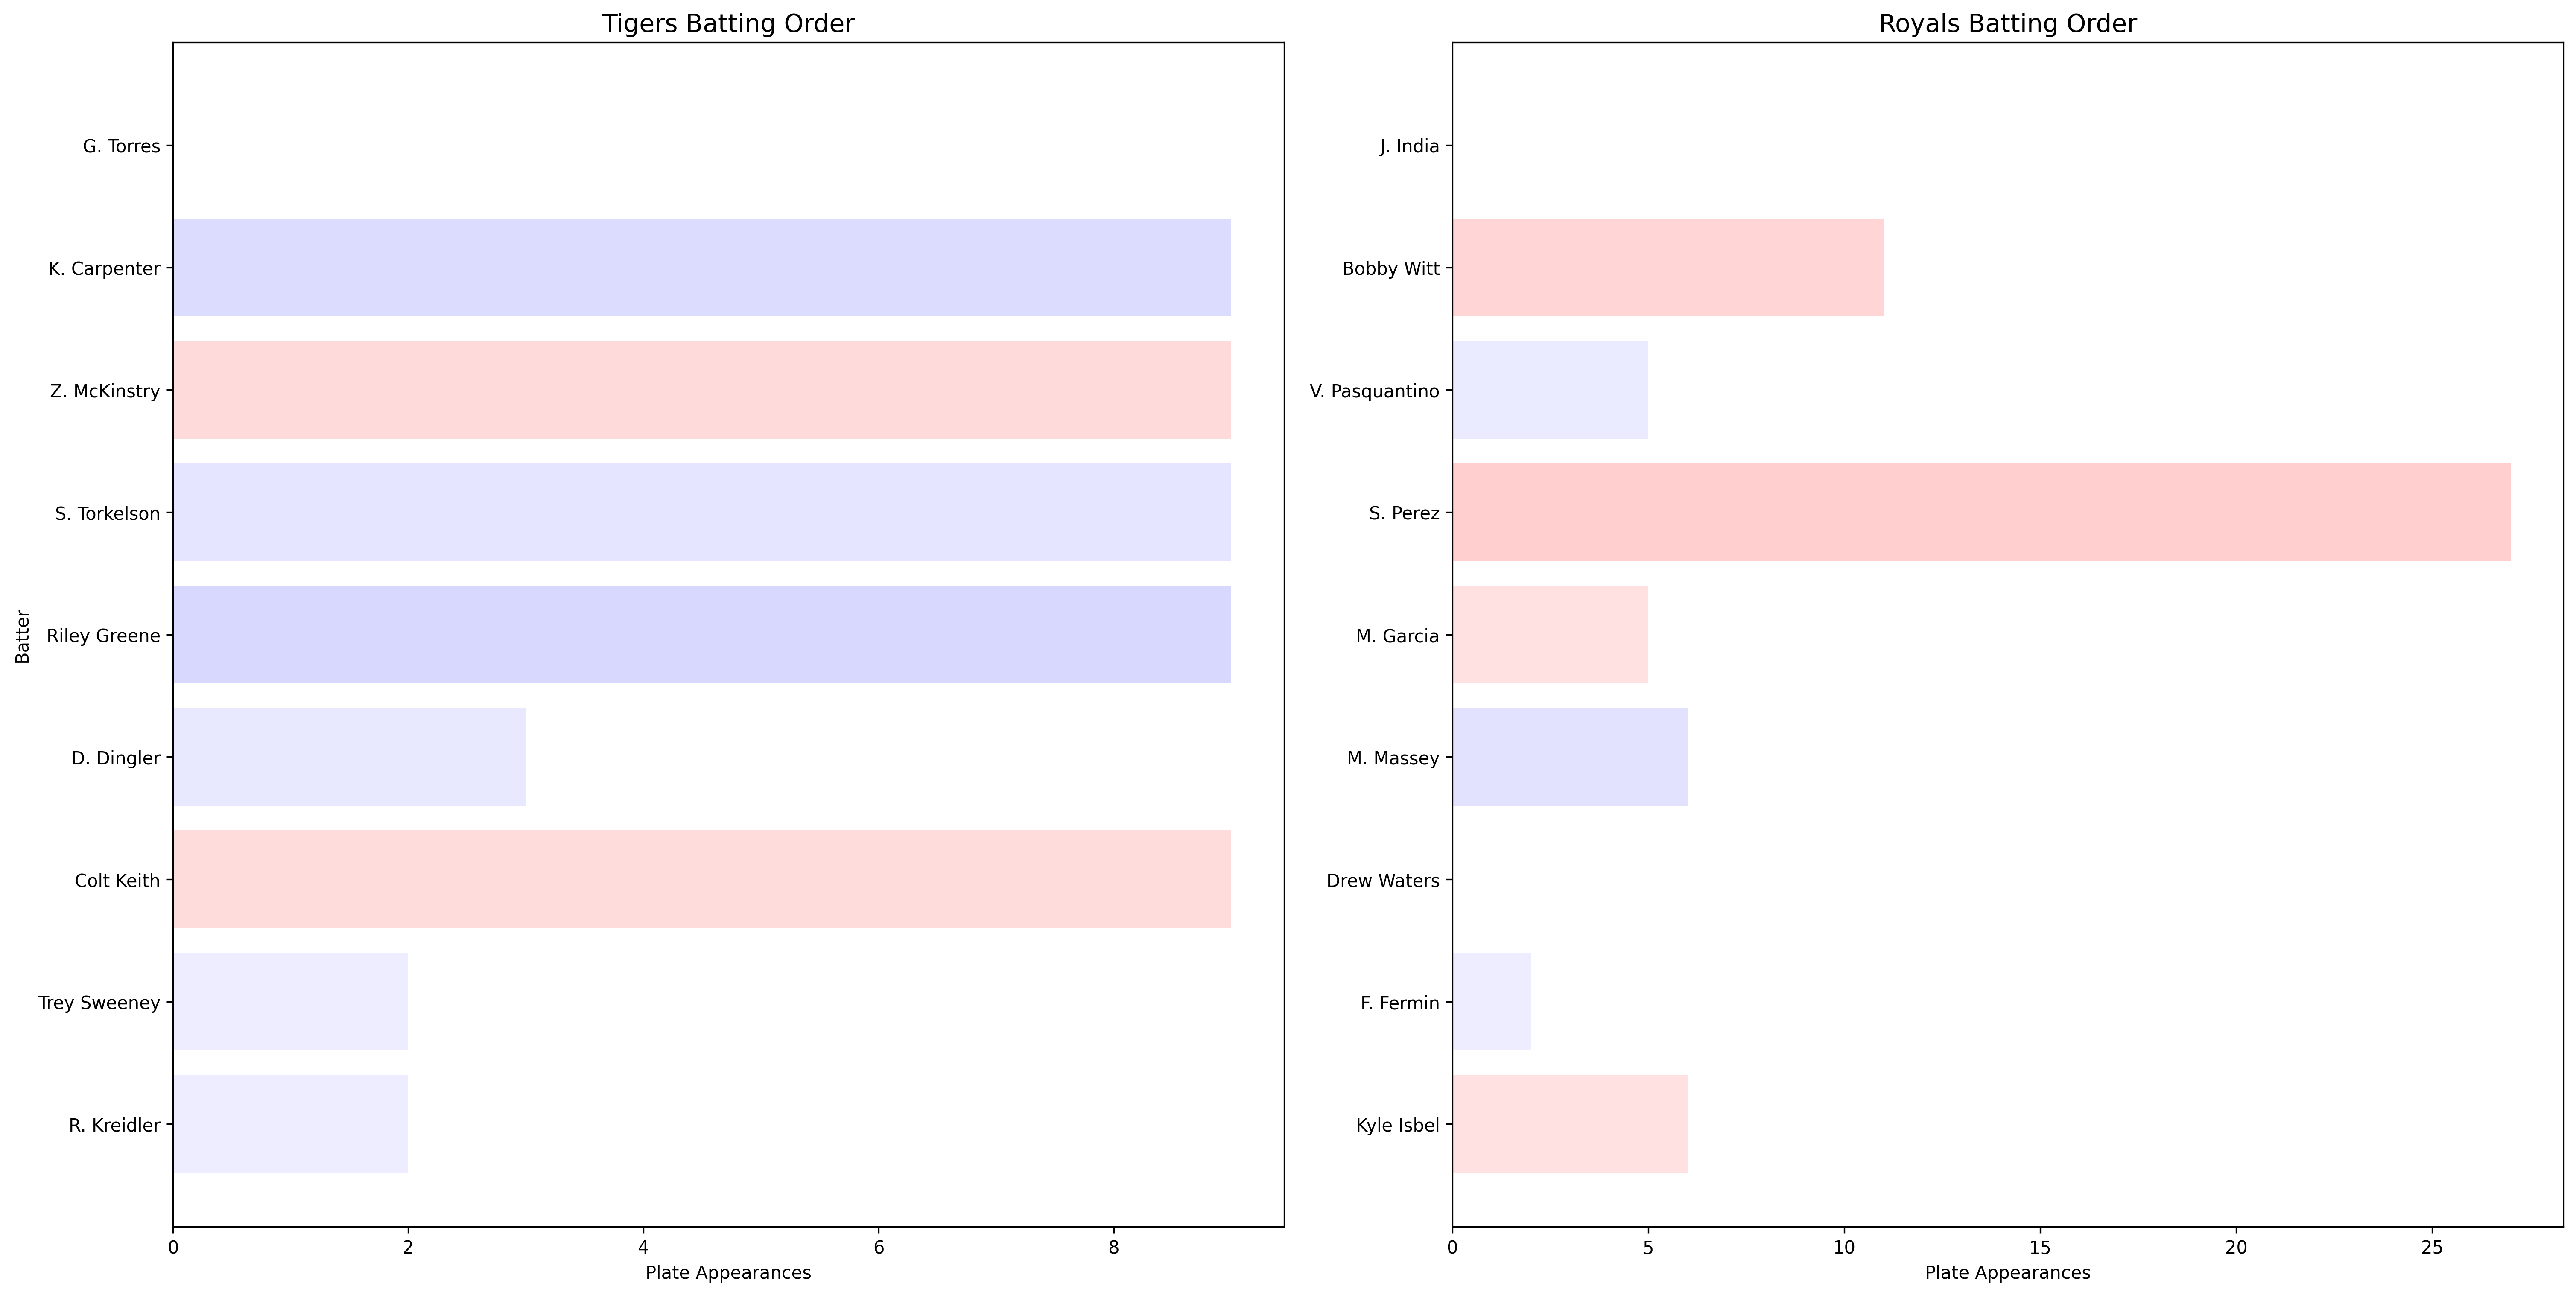 Tigers Batting Order
Batter
G. Torres
K. Carpenter
Z. McKinstry
S. Torkelson
Riley Greene
D. Dingler
Colt Keith
Trey Sweeney
R. Kreidler
0 2 4 6 8
Plate Appearances
Royals Batting Order
J. India
Bobby Witt
V. Pasquantino
S. Perez
M. Garcia
M. Massey
Drew Waters
F. Fermin
Kyle Isbel
0 5 10 15 20 25
Plate Appearances